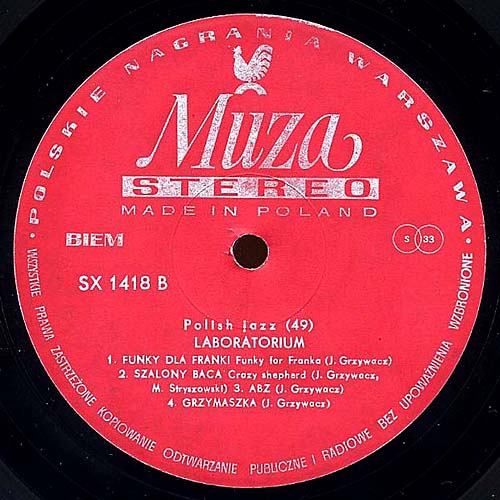 • POLSKIE NAGRANIA WARSZAWA •
Muza
STEREO
MADE IN POLAND
BIEM
S 33
SX 1418 B
Polish jazz (49)
LABORATORIUM
1. FUNKY DLA FRANKI Funky for Franka (J. Grzywacz)
2. SZALONY BACA Crazy shepherd (J. Grzywacz,
M. Stryszowski) 3. ABZ (J. Grzywacz)
4. GRZYMASZKA (J. Grzywacz)
WSZYSTKIE PRAWA ZASTRZEŻONE KOPIOWANIE ODTWARZANIE PUBLICZNE I RADIOWE BEZ UPOWAŻNIENIA WZBRONIONE